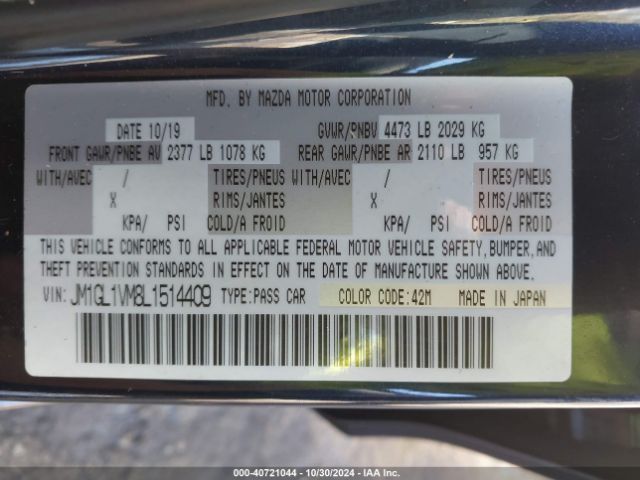 MFD. BY MAZDA MOTOR CORPORATION
DATE 10/19 GVWR/PNBV 4473 LB 2029 KG
FRONT GAWR/PNBE AV 2377 LB 1078 KG REAR GAWR/PNBE AR 2110 LB 957 KG
WITH/AVEC / TIRES/PNEUS WITH/AVEC / TIRES/PNEUS
X RIMS/JANTES X RIMS/JANTES
KPA/ PSI COLD/A FROID KPA/ PSI COLD/A FROID
THIS VEHICLE CONFORMS TO ALL APPLICABLE FEDERAL MOTOR VEHICLE SAFETY,BUMPER,AND
THEFT PREVENTION STANDARDS IN EFFECT ON THE DATE OF MANUFACTURE SHOWN ABOVE.
VIN: JM1GL1VM8L1514409 TYPE:PASS CAR COLOR CODE:42M MADE IN JAPAN
000-40721044 | 10/30/2024 | IAA Inc.